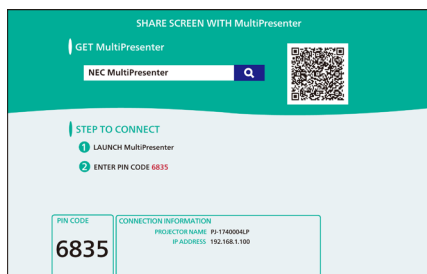 SHARE SCREEN WITH MultiPresenter
GET MultiPresenter
NEC MultiPresenter
STEP TO CONNECT
1 LAUNCH MultiPresenter
2 ENTER PIN CODE 6835
PIN CODE
6835
CONNECTION INFORMATION
PROJECTOR NAME PJ-1740004LP
IP ADDRESS 192.168.1.100